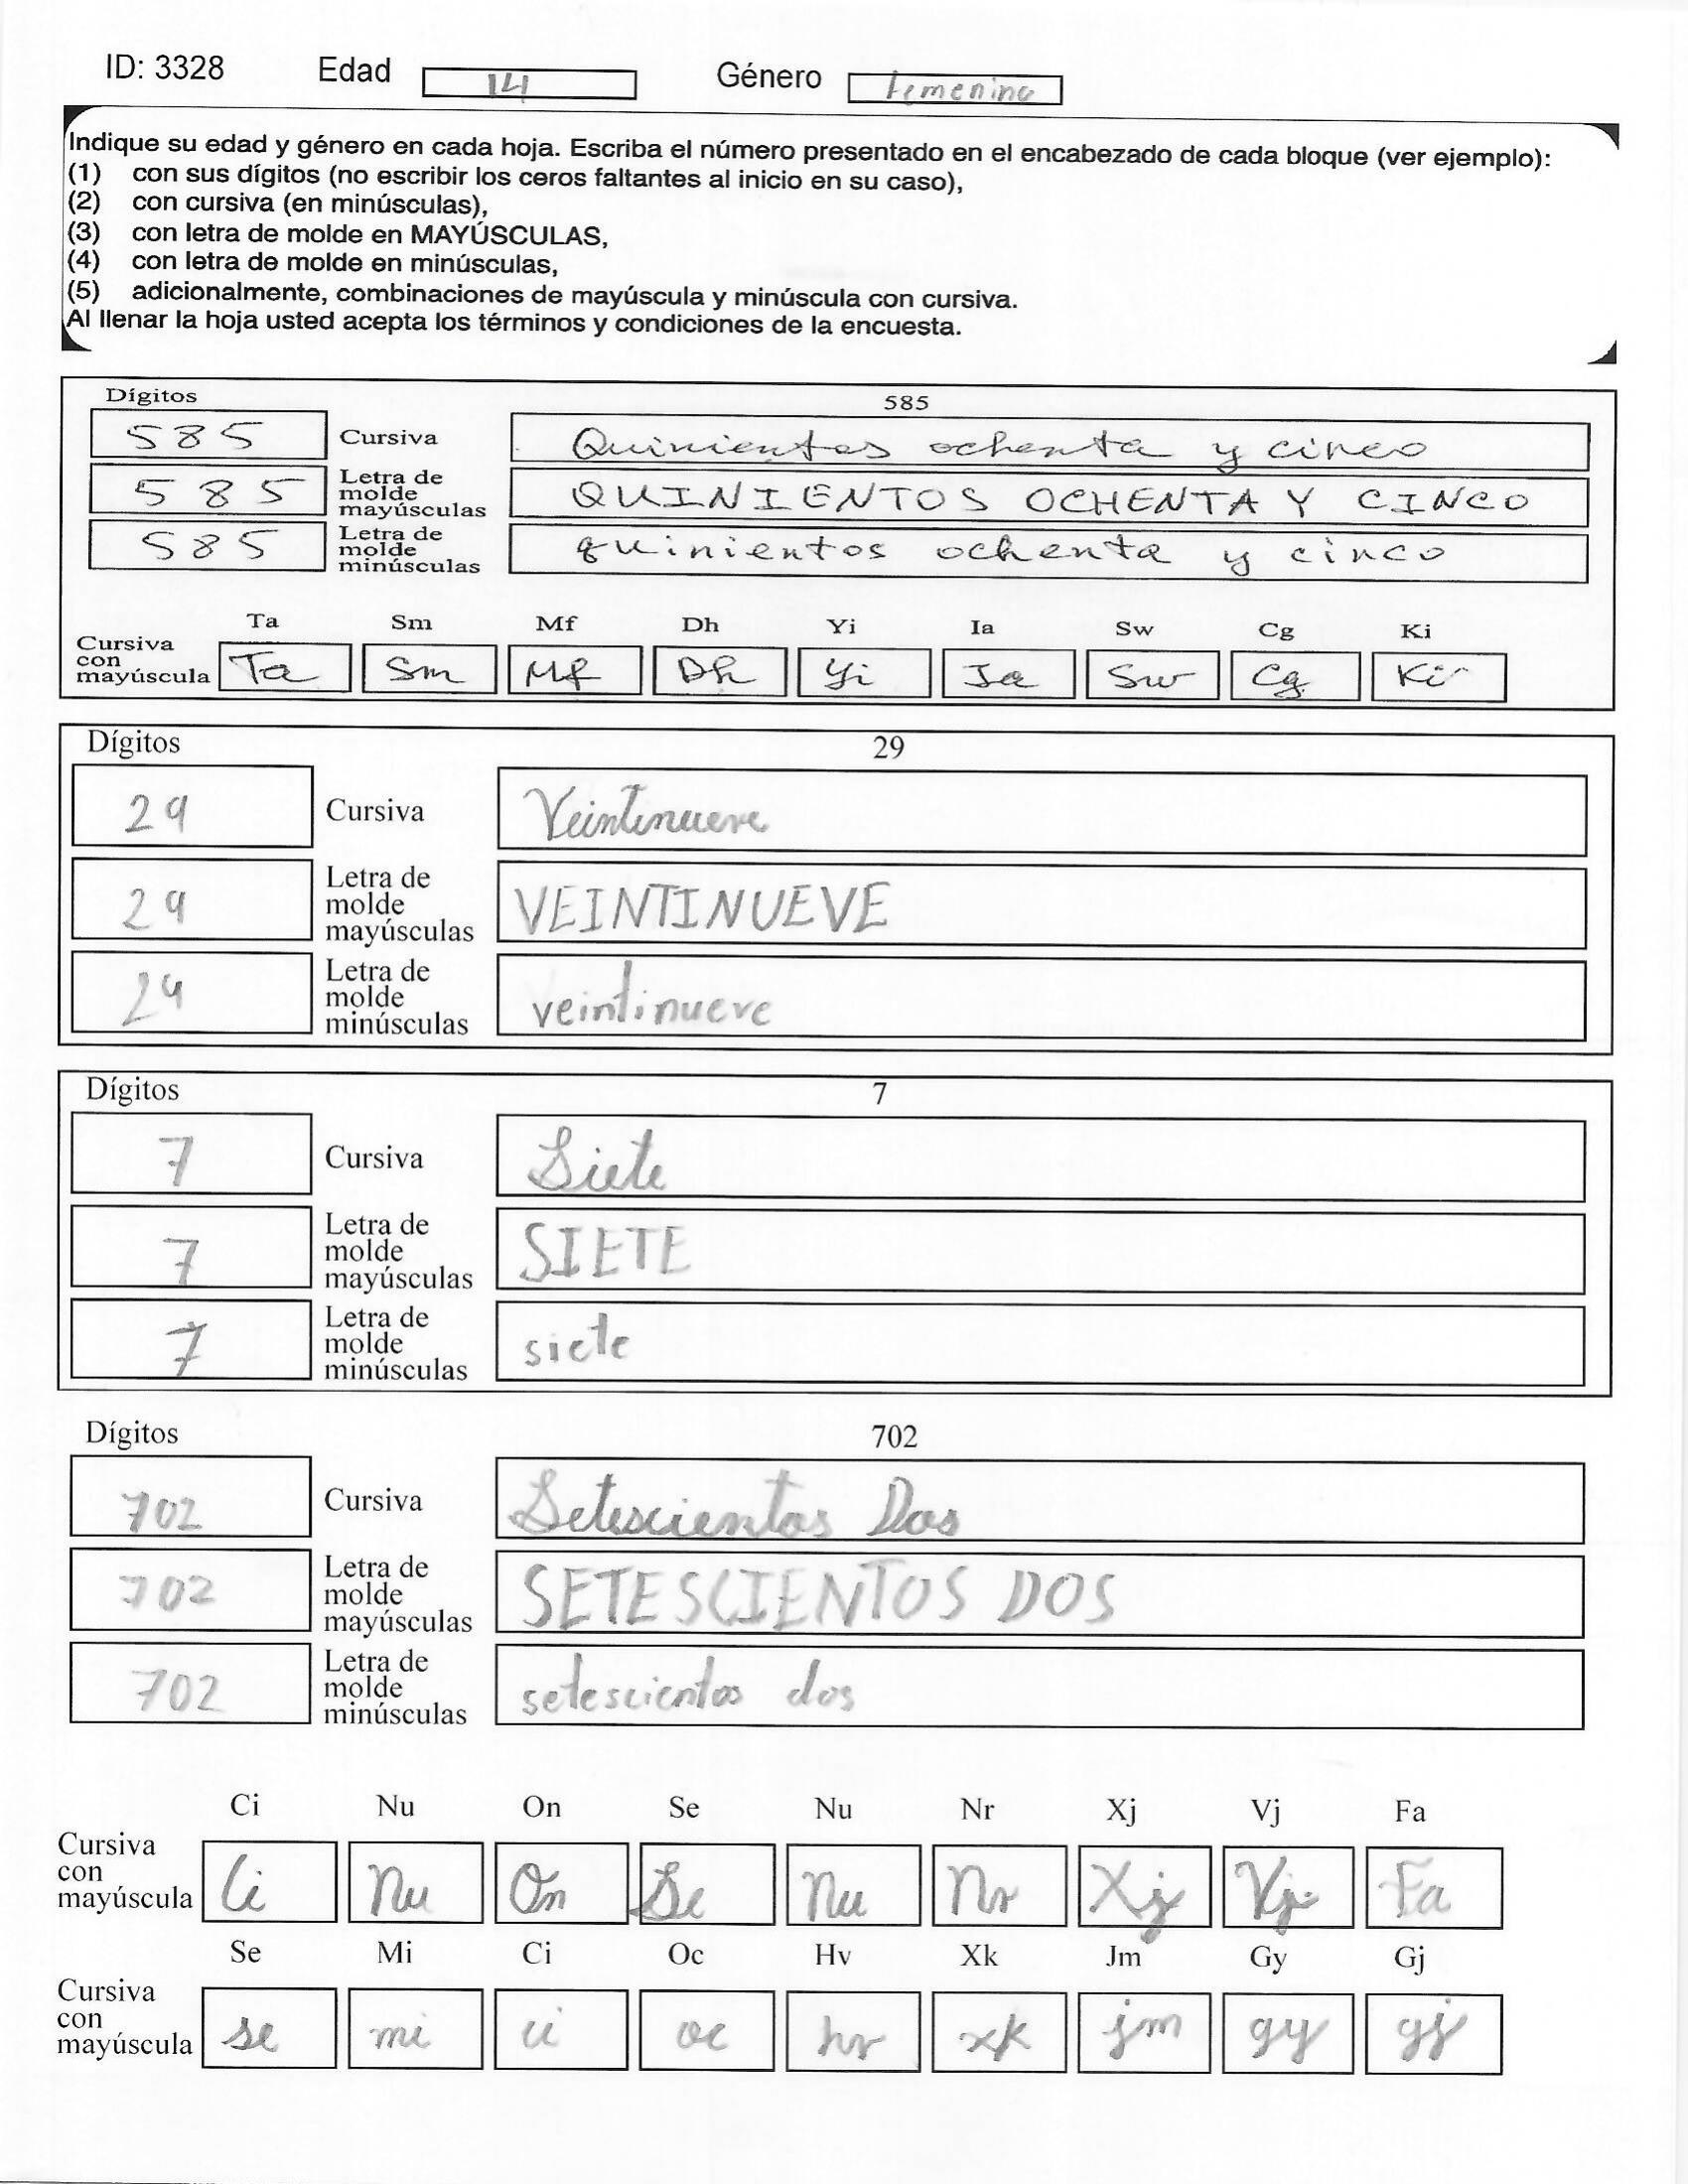 ID: 3328 Edad 14 Género femenino
Indique su edad y género en cada hoja. Escriba el número presentado en el encabezado de cada bloque (ver ejemplo):
(1) con sus dígitos (no escribir los ceros faltantes al inicio en su caso),
(2) con cursiva (en minúsculas),
(3) con letra de molde en MAYÚSCULAS,
(4) con letra de molde en minúsculas,
(5) adicionalmente, combinaciones de mayúscula y minúscula con cursiva.
Al llenar la hoja usted acepta los términos y condiciones de la encuesta.
Dígitos 585
585 Cursiva Quinientos ochenta y cinco
585 Letra de molde mayúsculas QUINIENTOS OCHENTA Y CINCO
585 Letra de molde minúsculas quinientos ochenta y cinco
Ta Sm Mf Dh Yi Ia Sw Cg Ki
Cursiva con mayúscula Ta Sm Mf Dh Yi Ia Sw Cg Ki
Dígitos 29
29 Cursiva Veintinueve
29 Letra de molde mayúsculas VEINTINUEVE
29 Letra de molde minúsculas veintinueve
Dígitos 7
7 Cursiva Siete
7 Letra de molde mayúsculas SIETE
7 Letra de molde minúsculas siete
Dígitos 702
702 Cursiva Setescientos Dos
702 Letra de molde mayúsculas SETESCIENTOS DOS
702 Letra de molde minúsculas setescientos dos
Ci Nu On Se Nu Nr Xj Vj Fa
Cursiva con mayúscula Ci Nu On Se Nu Nr Xj Vj Fa
Se Mi Ci Oc Hv Xk Jm Gy Gj
Cursiva con mayúscula se mi ci oc hv xk jm gy gj